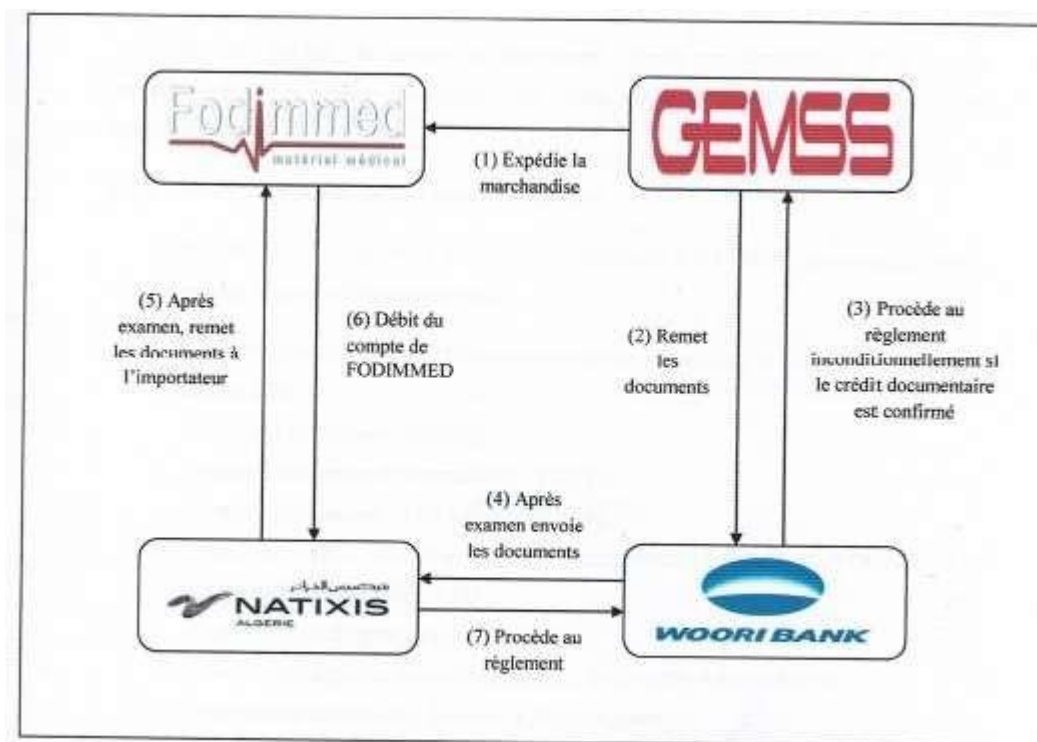 Fodimmed
matériel médical
GEMSS
(1) Expédie la
marchandise
(5) Après
examen, remet
les documents à
l'importateur
(6) Débit du
compte de
FODIMMED
(2) Remet
les
documents
(3) Procède au
règlement
inconditionnellement si
le crédit documentaire
est confirmé
(4) Après
examen envoie
les documents
NATIXIS
ALGERIE
(7) Procède au
règlement
WOORI BANK